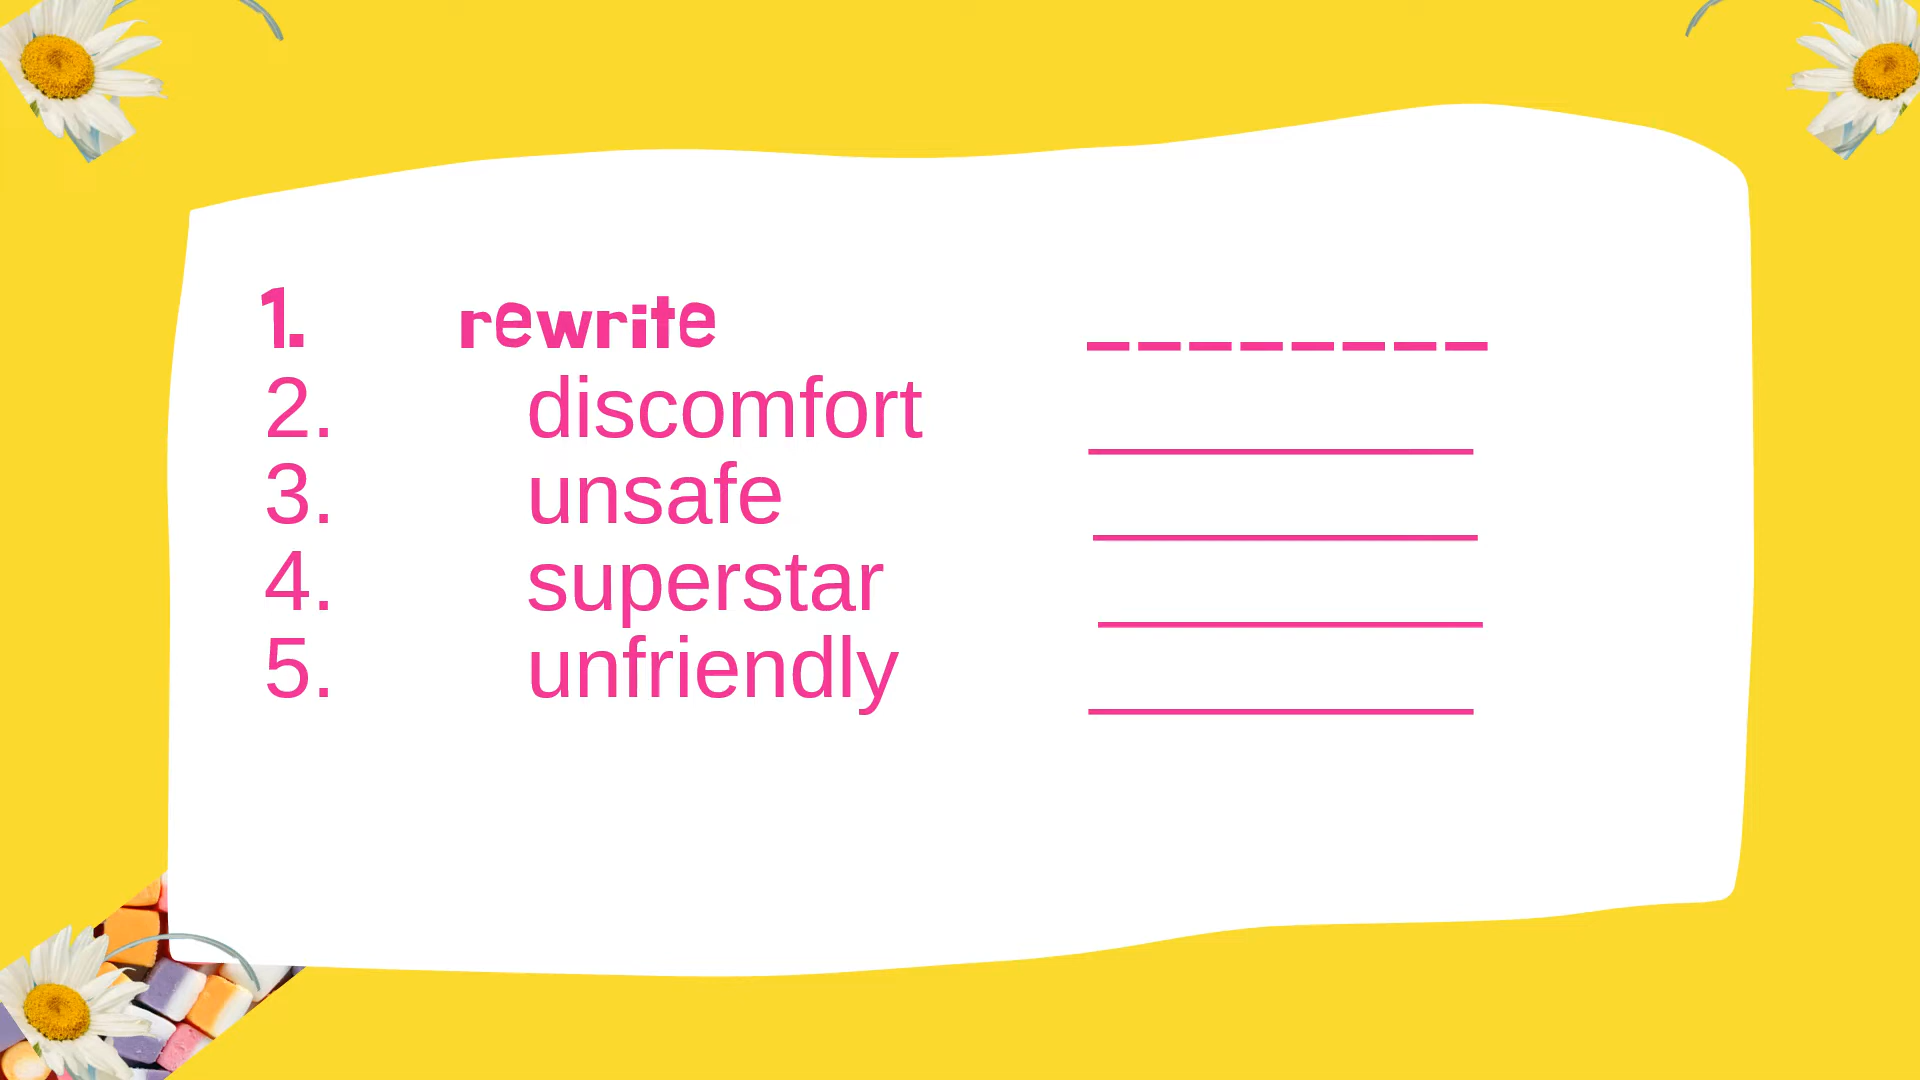 1. rewrite ________
2. discomfort ________
3. unsafe ________
4. superstar ________
5. unfriendly ________